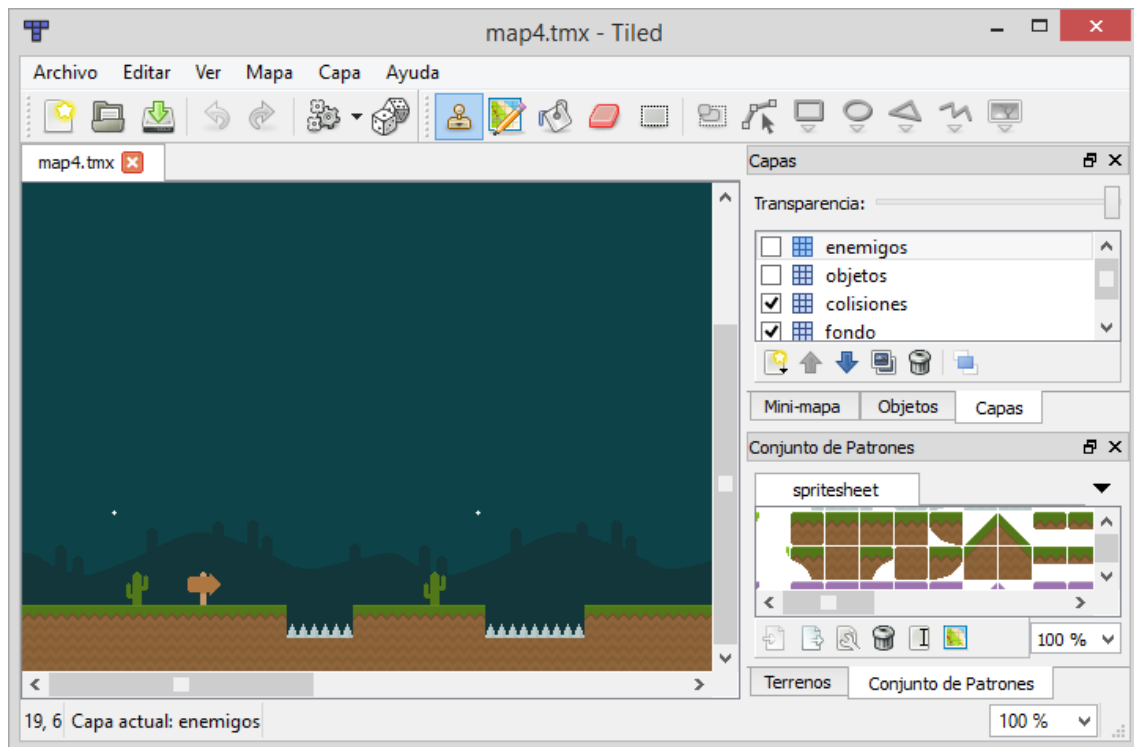 map4.tmx - Tiled
Archivo Editar Ver Mapa Capa Ayuda
map4.tmx
Capas
Transparencia:
enemigos
objetos
colisiones
fondo
Mini-mapa Objetos Capas
Conjunto de Patrones
spritesheet
100 %
Terrenos Conjunto de Patrones
19, 6 Capa actual: enemigos
100 %